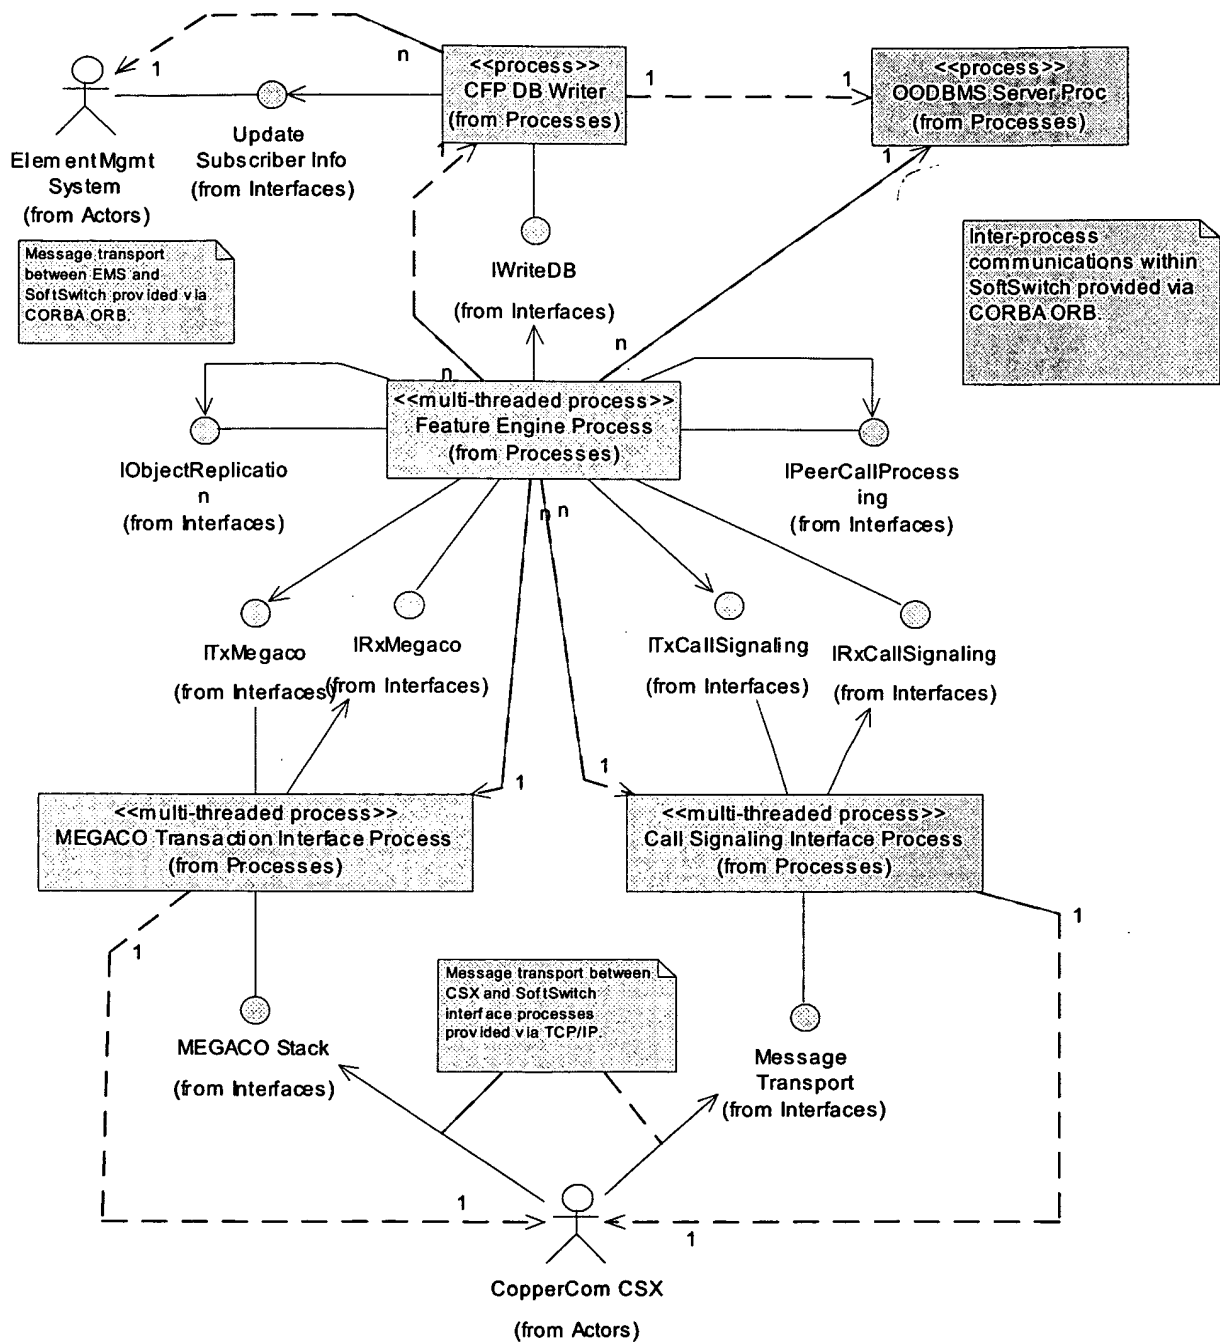 1
n
<<process>>
CFP DB Writer
(from Processes)
1
1
<<process>>
OODBMS Server Proc
(from Processes)
ElementMgmt
System
(from Actors)
Update
Subscriber Info
(from Interfaces)
1
1
Message transport
between EMS and
SoftSwitch provided via
CORBA ORB.
IWriteDB
(from Interfaces)
Inter-process
communications within
SoftSwitch provided via
CORBA ORB.
n
n
<<multi-threaded process>>
Feature Engine Process
(from Processes)
IObjectReplicatio
n
(from Interfaces)
IPeerCallProcess
ing
(from Interfaces)
n
n
ITxMegaco
(from Interfaces)
IRxMegaco
(from Interfaces)
ITxCallSignaling
(from Interfaces)
IRxCallSignaling
(from Interfaces)
1
1
<<multi-threaded process>>
MEGACO Transaction Interface Process
(from Processes)
<<multi-threaded process>>
Call Signaling Interface Process
(from Processes)
1
1
Message transport between
CSX and SoftSwitch
interface processes
provided via TCP/IP.
MEGACO Stack
(from Interfaces)
Message
Transport
(from Interfaces)
1
1
CopperCom CSX
(from Actors)